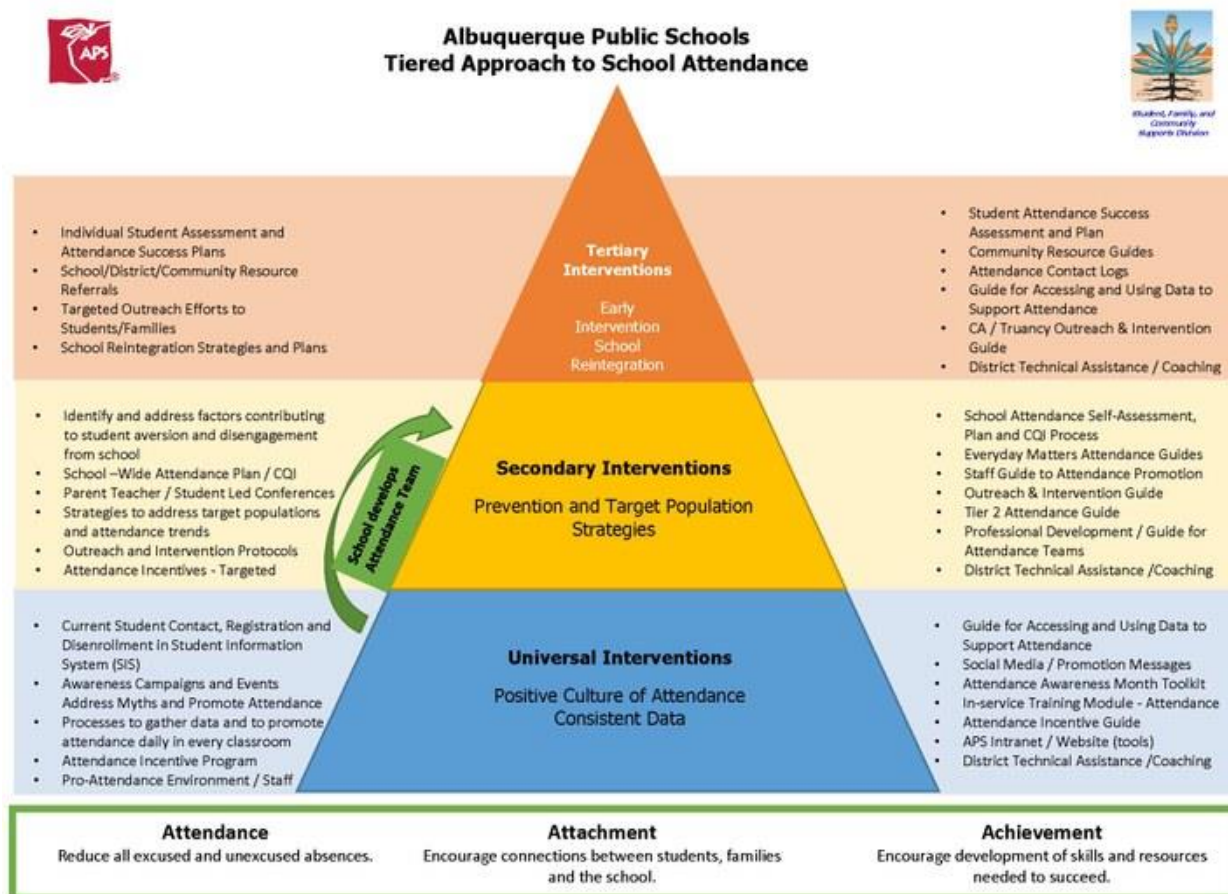 Albuquerque Public Schools
Tiered Approach to School Attendance
APS
Student, Family, and
Community
Supports Division
• Individual Student Assessment and
Attendance Success Plans
• School/District/Community Resource
Referrals
• Targeted Outreach Efforts to
Students/Families
• School Reintegration Strategies and Plans
Tertiary
Interventions
Early
Intervention
School
Reintegration
• Student Attendance Success
Assessment and Plan
• Community Resource Guides
• Attendance Contact Logs
• Guide for Accessing and Using Data to
Support Attendance
• CA / Truancy Outreach & Intervention
Guide
• District Technical Assistance / Coaching
• Identify and address factors contributing
to student aversion and disengagement
from school
• School –Wide Attendance Plan / CQI
• Parent Teacher / Student Led Conferences
• Strategies to address target populations
and attendance trends
• Outreach and Intervention Protocols
• Attendance Incentives - Targeted
School develops
Attendance Team
Secondary Interventions
Prevention and Target Population
Strategies
• School Attendance Self-Assessment,
Plan and CQI Process
• Everyday Matters Attendance Guides
• Staff Guide to Attendance Promotion
• Outreach & Intervention Guide
• Tier 2 Attendance Guide
• Professional Development / Guide for
Attendance Teams
• District Technical Assistance /Coaching
• Current Student Contact, Registration and
Disenrollment in Student Information
System (SIS)
• Awareness Campaigns and Events
Address Myths and Promote Attendance
• Processes to gather data and to promote
attendance daily in every classroom
• Attendance Incentive Program
• Pro-Attendance Environment / Staff
Universal Interventions
Positive Culture of Attendance
Consistent Data
• Guide for Accessing and Using Data to
Support Attendance
• Social Media / Promotion Messages
• Attendance Awareness Month Toolkit
• In-service Training Module - Attendance
• Attendance Incentive Guide
• APS Intranet / Website (tools)
• District Technical Assistance /Coaching
Attendance
Reduce all excused and unexcused absences.
Attachment
Encourage connections between students, families
and the school.
Achievement
Encourage development of skills and resources
needed to succeed.